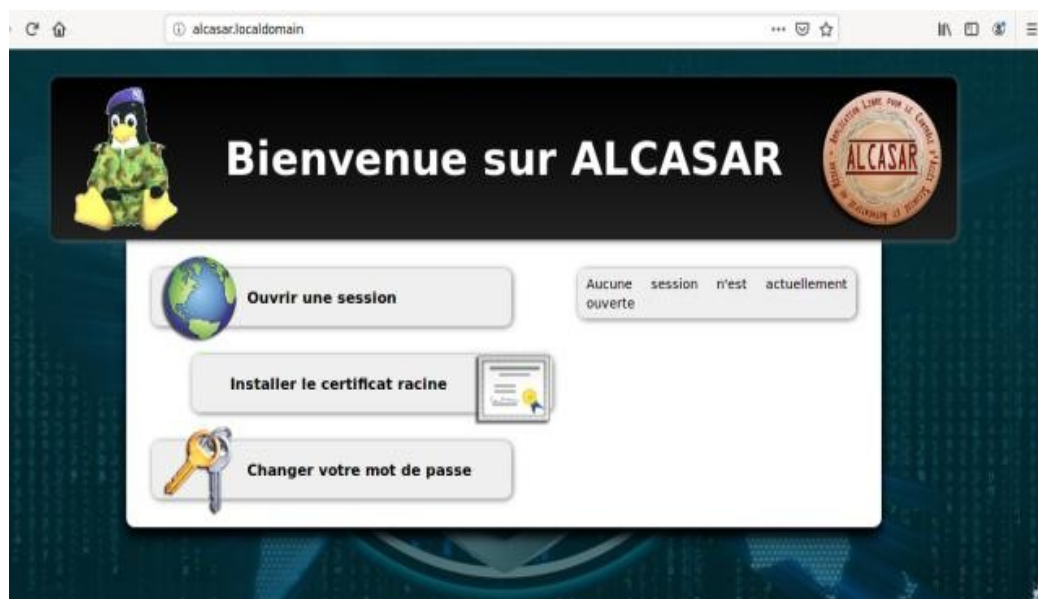 alcasar.localdomain
Bienvenue sur ALCASAR
ALCASAR
Ouvrir une session
Aucune session n'est actuellement
ouverte
Installer le certificat racine
Changer votre mot de passe